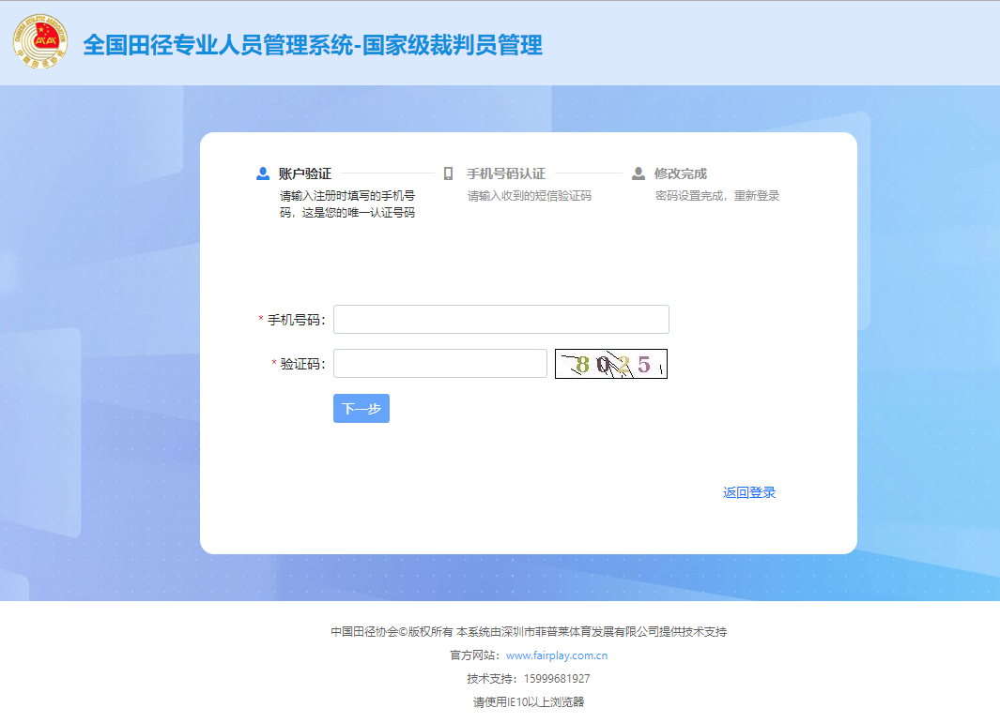 全国田径专业人员管理系统-国家级裁判员管理
账户验证
请输入注册时填写的手机号
码，这是您的唯一认证号码
手机号码认证
请输入收到的短信验证码
修改完成
密码设置完成，重新登录
* 手机号码：
* 验证码：
8025
下一步
返回登录
中国田径协会©版权所有 本系统由深圳市菲普莱体育发展有限公司提供技术支持
官方网站：www.fairplay.com.cn
技术支持：15999681927
请使用IE10以上浏览器